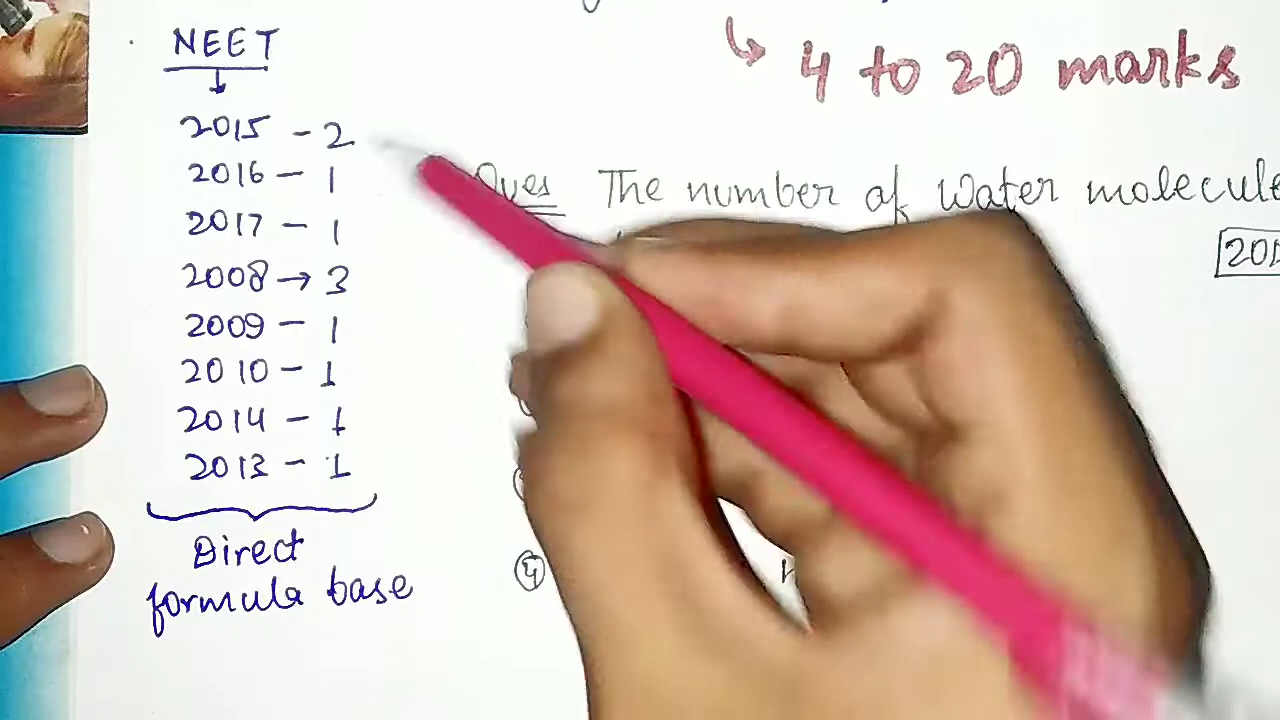 NEET
2015 - 2
2016 - 1
2017 - 1
2008 → 3
2009 - 1
2010 - 1
2014 - 1
2013 - 1
Direct
formula base
↳ 4 to 20 marks
Ques The number of water molecule
④